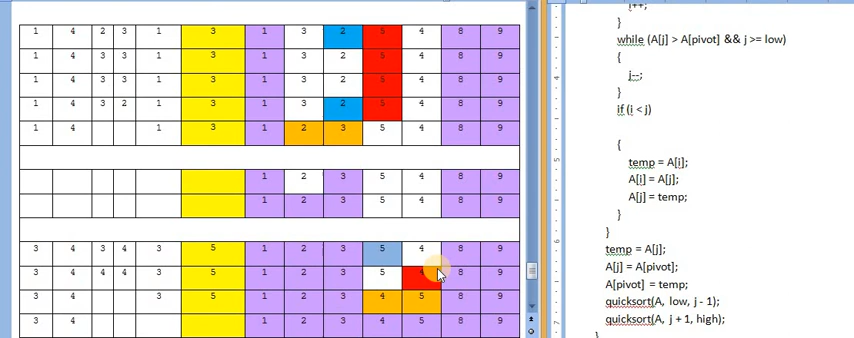 1 4 2 3 1 3 1 3 2 5 4 8 9
1 4 3 3 1 3 1 3 2 5 4 8 9
1 4 3 3 1 3 1 3 2 5 4 8 9
1 4 3 2 1 3 1 3 2 5 4 8 9
1 4 1 3 1 2 3 5 4 8 9
1 2 3 5 4 8 9
1 2 3 5 4 8 9
3 4 3 4 3 5 1 2 3 5 4 8 9
3 4 4 4 3 5 1 2 3 5 4 8 9
3 4 3 5 1 2 3 4 5 8 9
3 4 1 2 3 4 5 8 9
i++;
}
while (A[j] > A[pivot] && j >= low)
{
j--;
}
if (i < j)
{
temp = A[i];
A[i] = A[j];
A[j] = temp;
}
}
temp = A[j];
A[j] = A[pivot];
A[pivot] = temp;
quicksort(A, low, j - 1);
quicksort(A, j + 1, high);
}